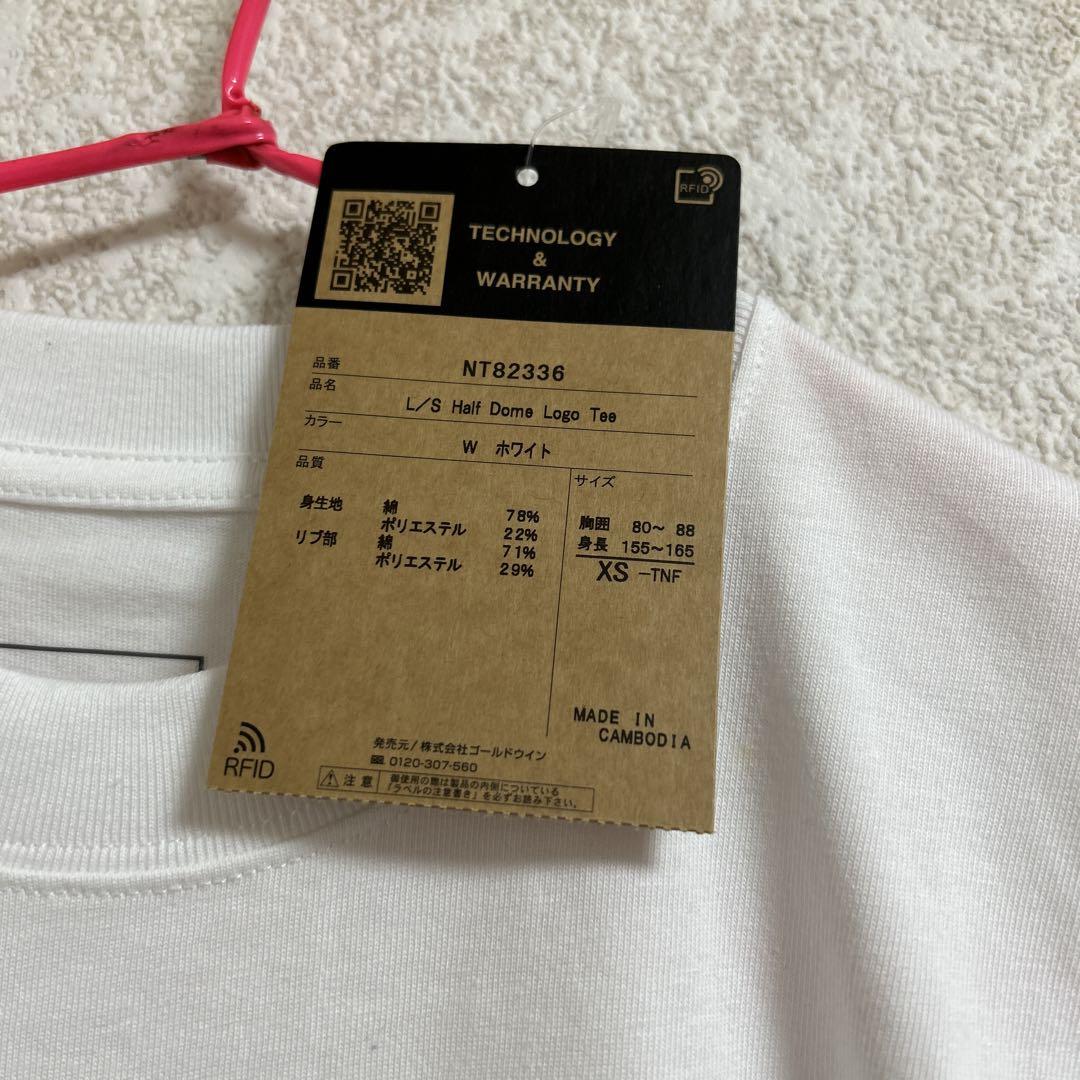 RFID
TECHNOLOGY
&
WARRANTY
品番 NT82336
品名 L/S Half Dome Logo Tee
カラー W ホワイト
品質
身生地 綿 78%
ポリエステル 22%
リブ部 綿 71%
ポリエステル 29%
サイズ
胸囲 80〜 88
身長 155〜165
XS -TNF
MADE IN
CAMBODIA
RFID
発売元/株式会社ゴールドウイン
0120-307-560
注意 御使用の際は製品の内側についている
「ラベルの注意書き」を必ずお読み下さい。